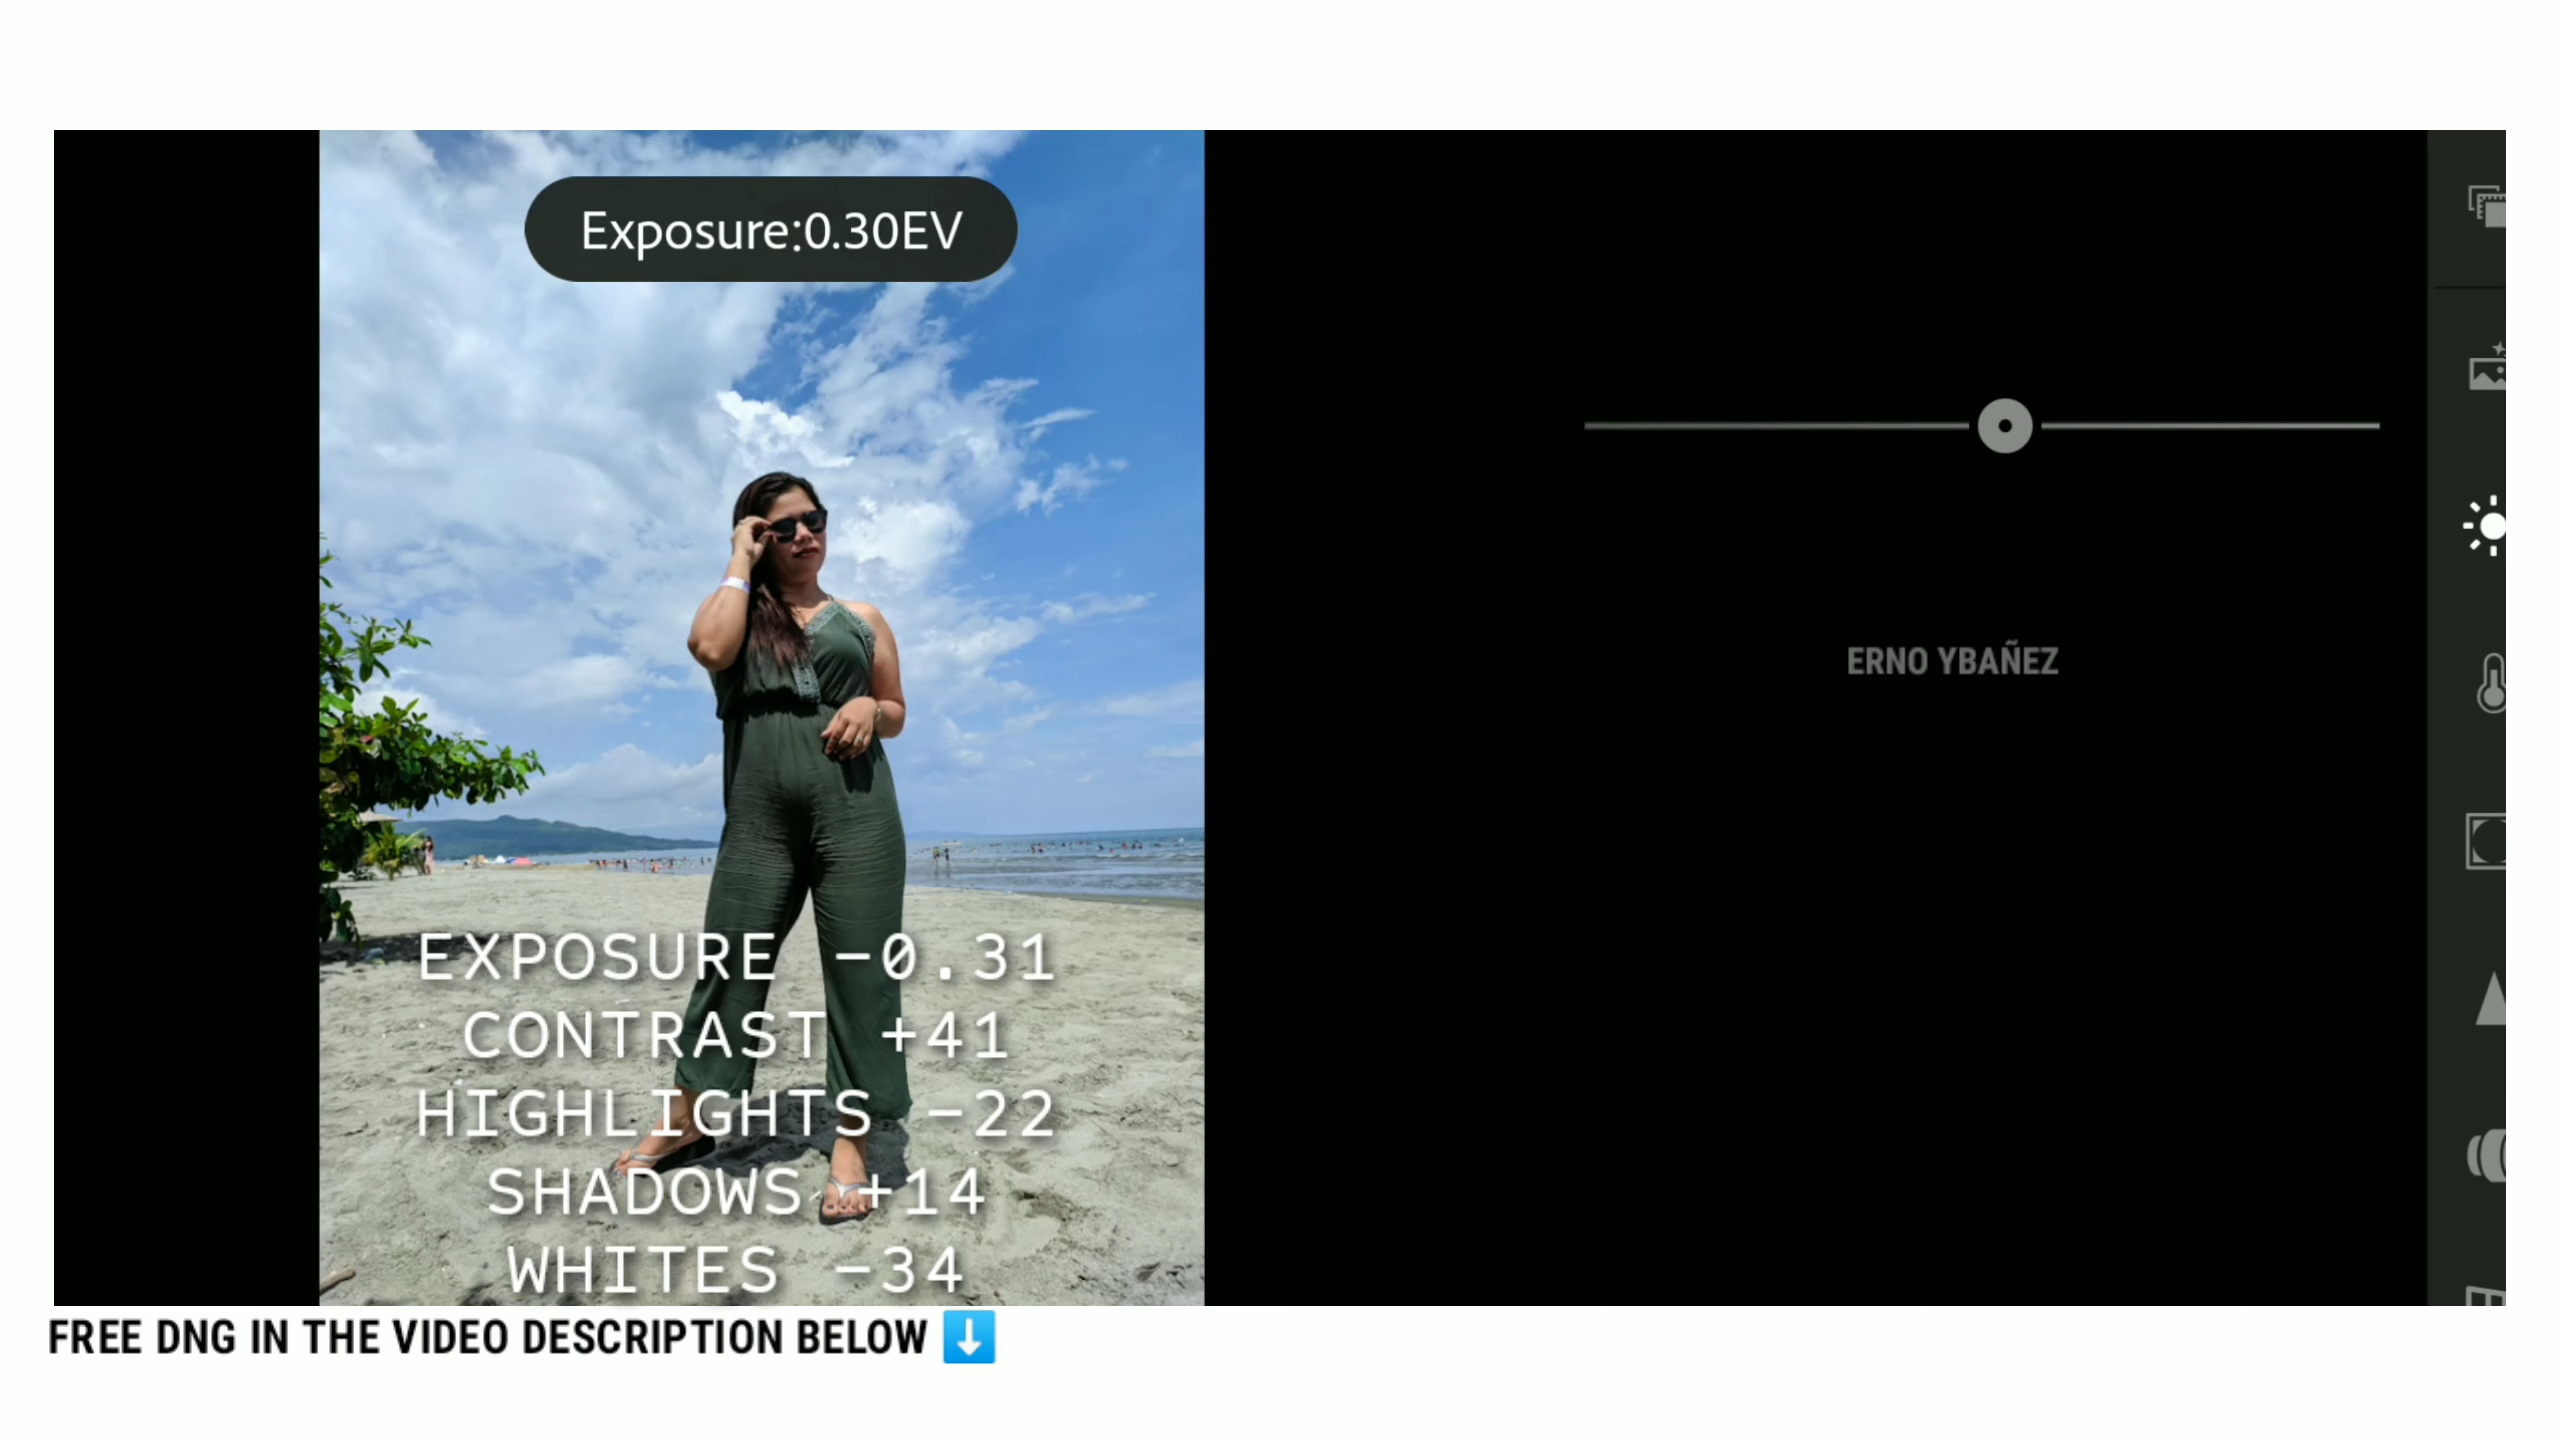 Exposure:0.30EV
ERNO YBAÑEZ
EXPOSURE -0.31
CONTRAST +41
HIGHLIGHTS -22
SHADOWS +14
WHITES -34
FREE DNG IN THE VIDEO DESCRIPTION BELOW ⬇️